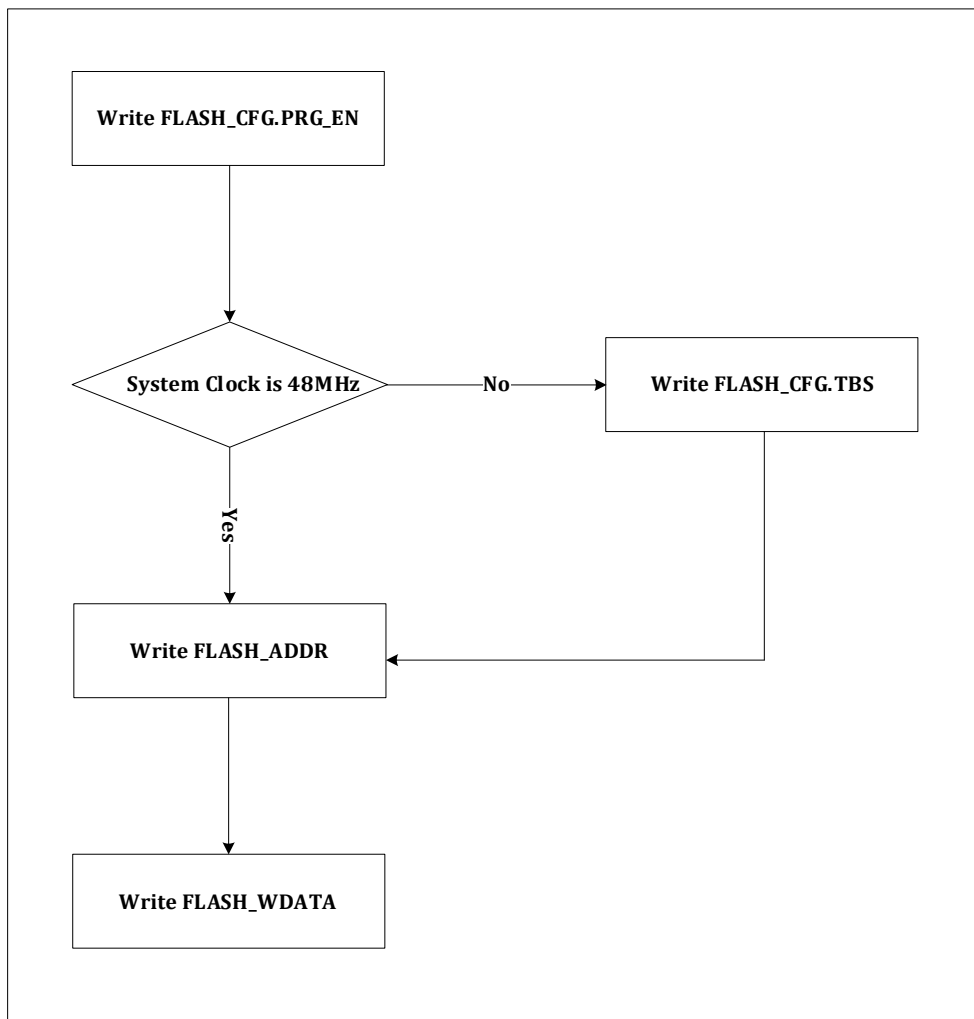 Write FLASH_CFG.PRG_EN
System Clock is 48MHz
No
Write FLASH_CFG.TBS
Yes
Write FLASH_ADDR
Write FLASH_WDATA